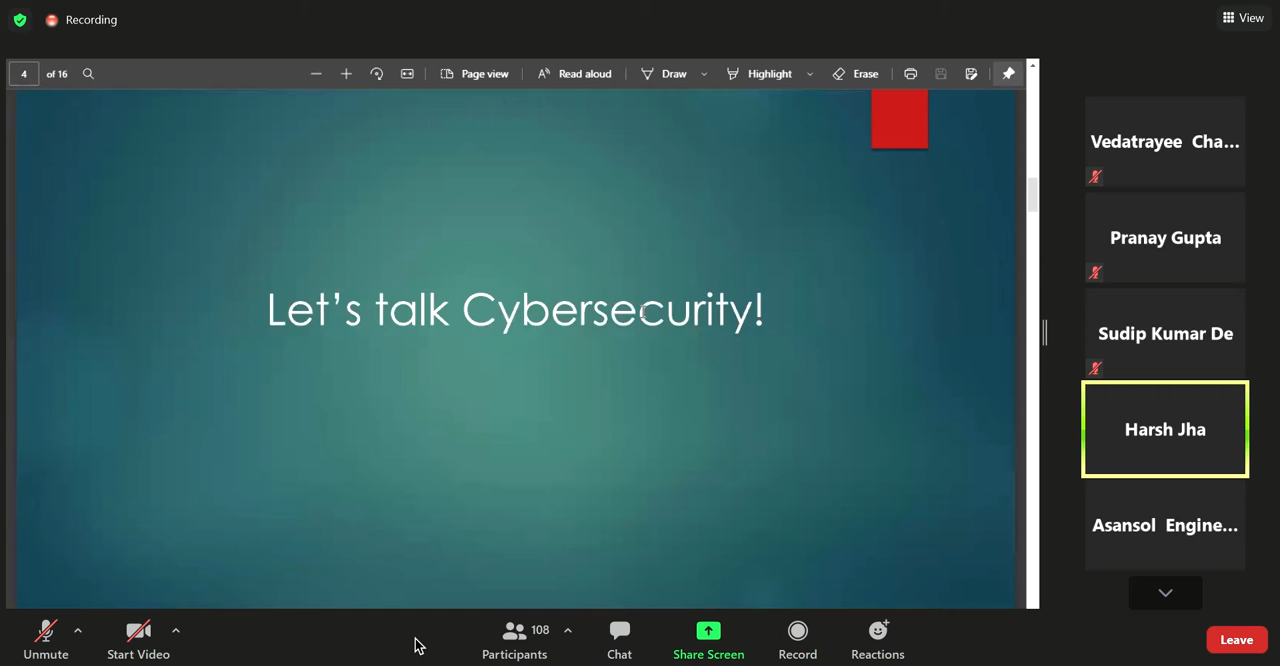 Recording
View
4 of 16
Page view
Read aloud
Draw
Highlight
Erase
Let's talk Cybersecurity!
Vedatrayee Cha...
Pranay Gupta
Sudip Kumar De
Harsh Jha
Asansol Engine...
Unmute
Start Video
108
Participants
Chat
Share Screen
Record
Reactions
Leave